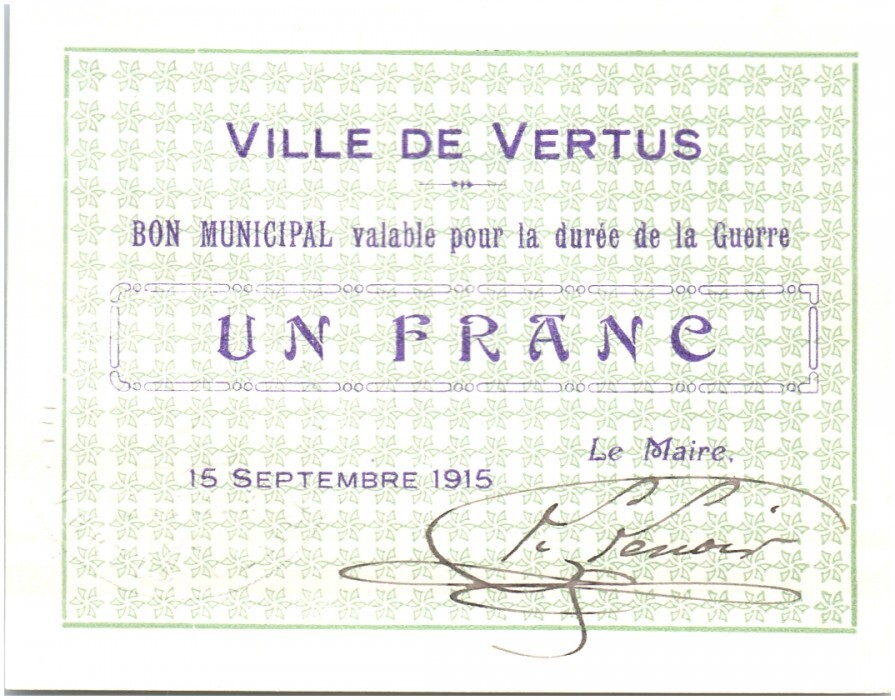 VILLE DE VERTUS
BON MUNICIPAL valable pour la durée de la Guerre
UN FRANC
Le Maire,
15 SEPTEMBRE 1915
Lenoir